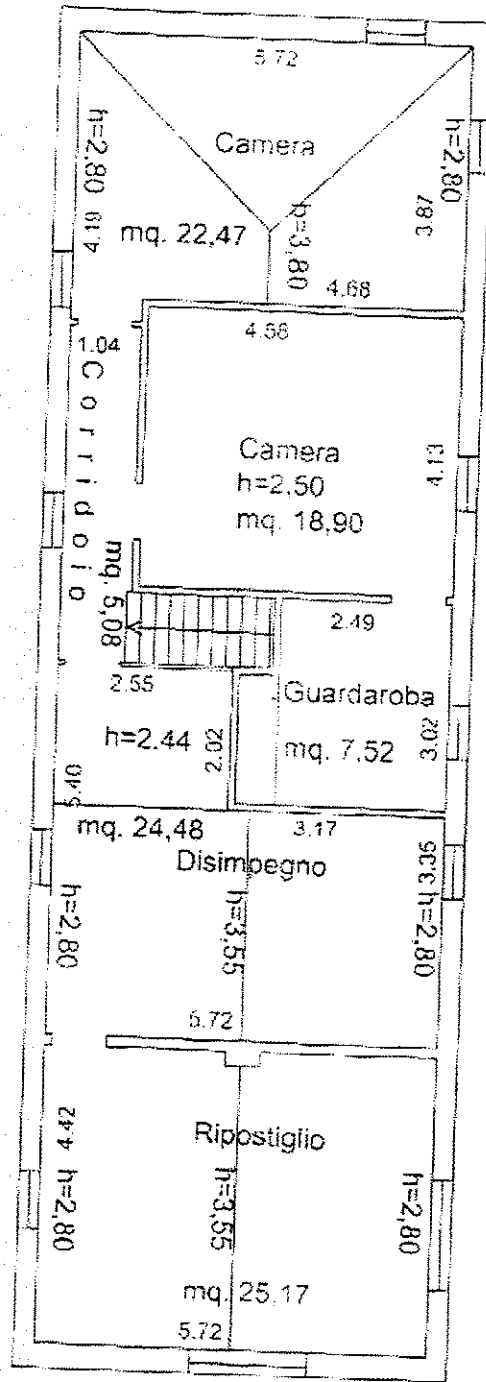 5.72
Camera
h=2,80
h=2,80
4.19
mq. 22,47
h=3,80
3.87
4.68
4.58
1.04
Corridoio
mq. 5,08
Camera
h=2,50
mq. 18,90
4.13
2.49
2.55
Guardaroba
h=2.44
2.02
mq. 7,52
3.02
5.40
mq. 24,48
3.17
Disimpegno
3.35
h=2,80
h=3,55
h=2,80
5.72
4.42
Ripostiglio
h=2,80
h=3,55
h=2,80
mq. 25,17
5.72